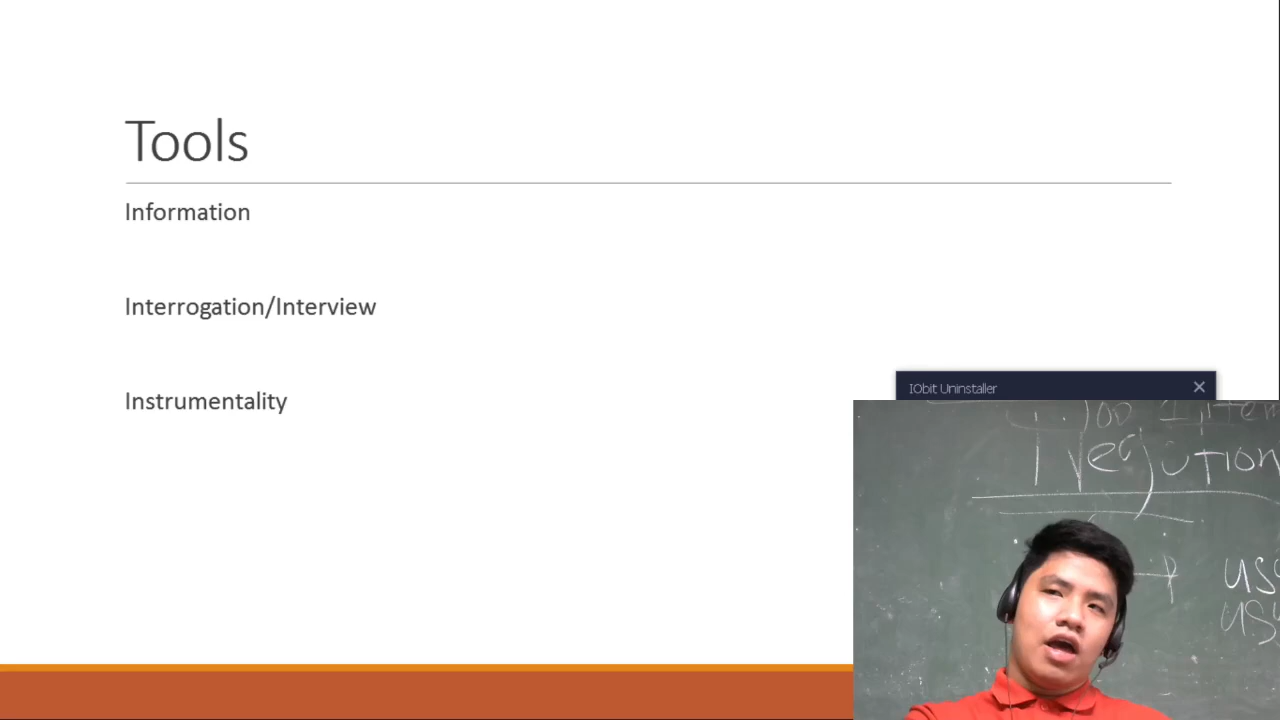 Tools
Information
Interrogation/Interview
Instrumentality
IObit Uninstaller